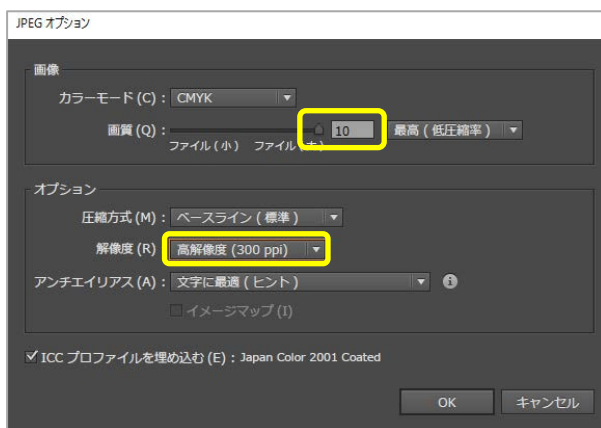 JPEG オプション
画像
カラーモード (C) : CMYK
画質 (Q) : 10 最高 ( 低圧縮率 )
ファイル ( 小 ) ファイル ( 大 )
オプション
圧縮方式 (M) : ベースライン ( 標準 )
解像度 (R) 高解像度 (300 ppi)
アンチエイリアス (A) : 文字に最適 ( ヒント )
イメージマップ (I)
ICC プロファイルを埋め込む (E) : Japan Color 2001 Coated
OK キャンセル